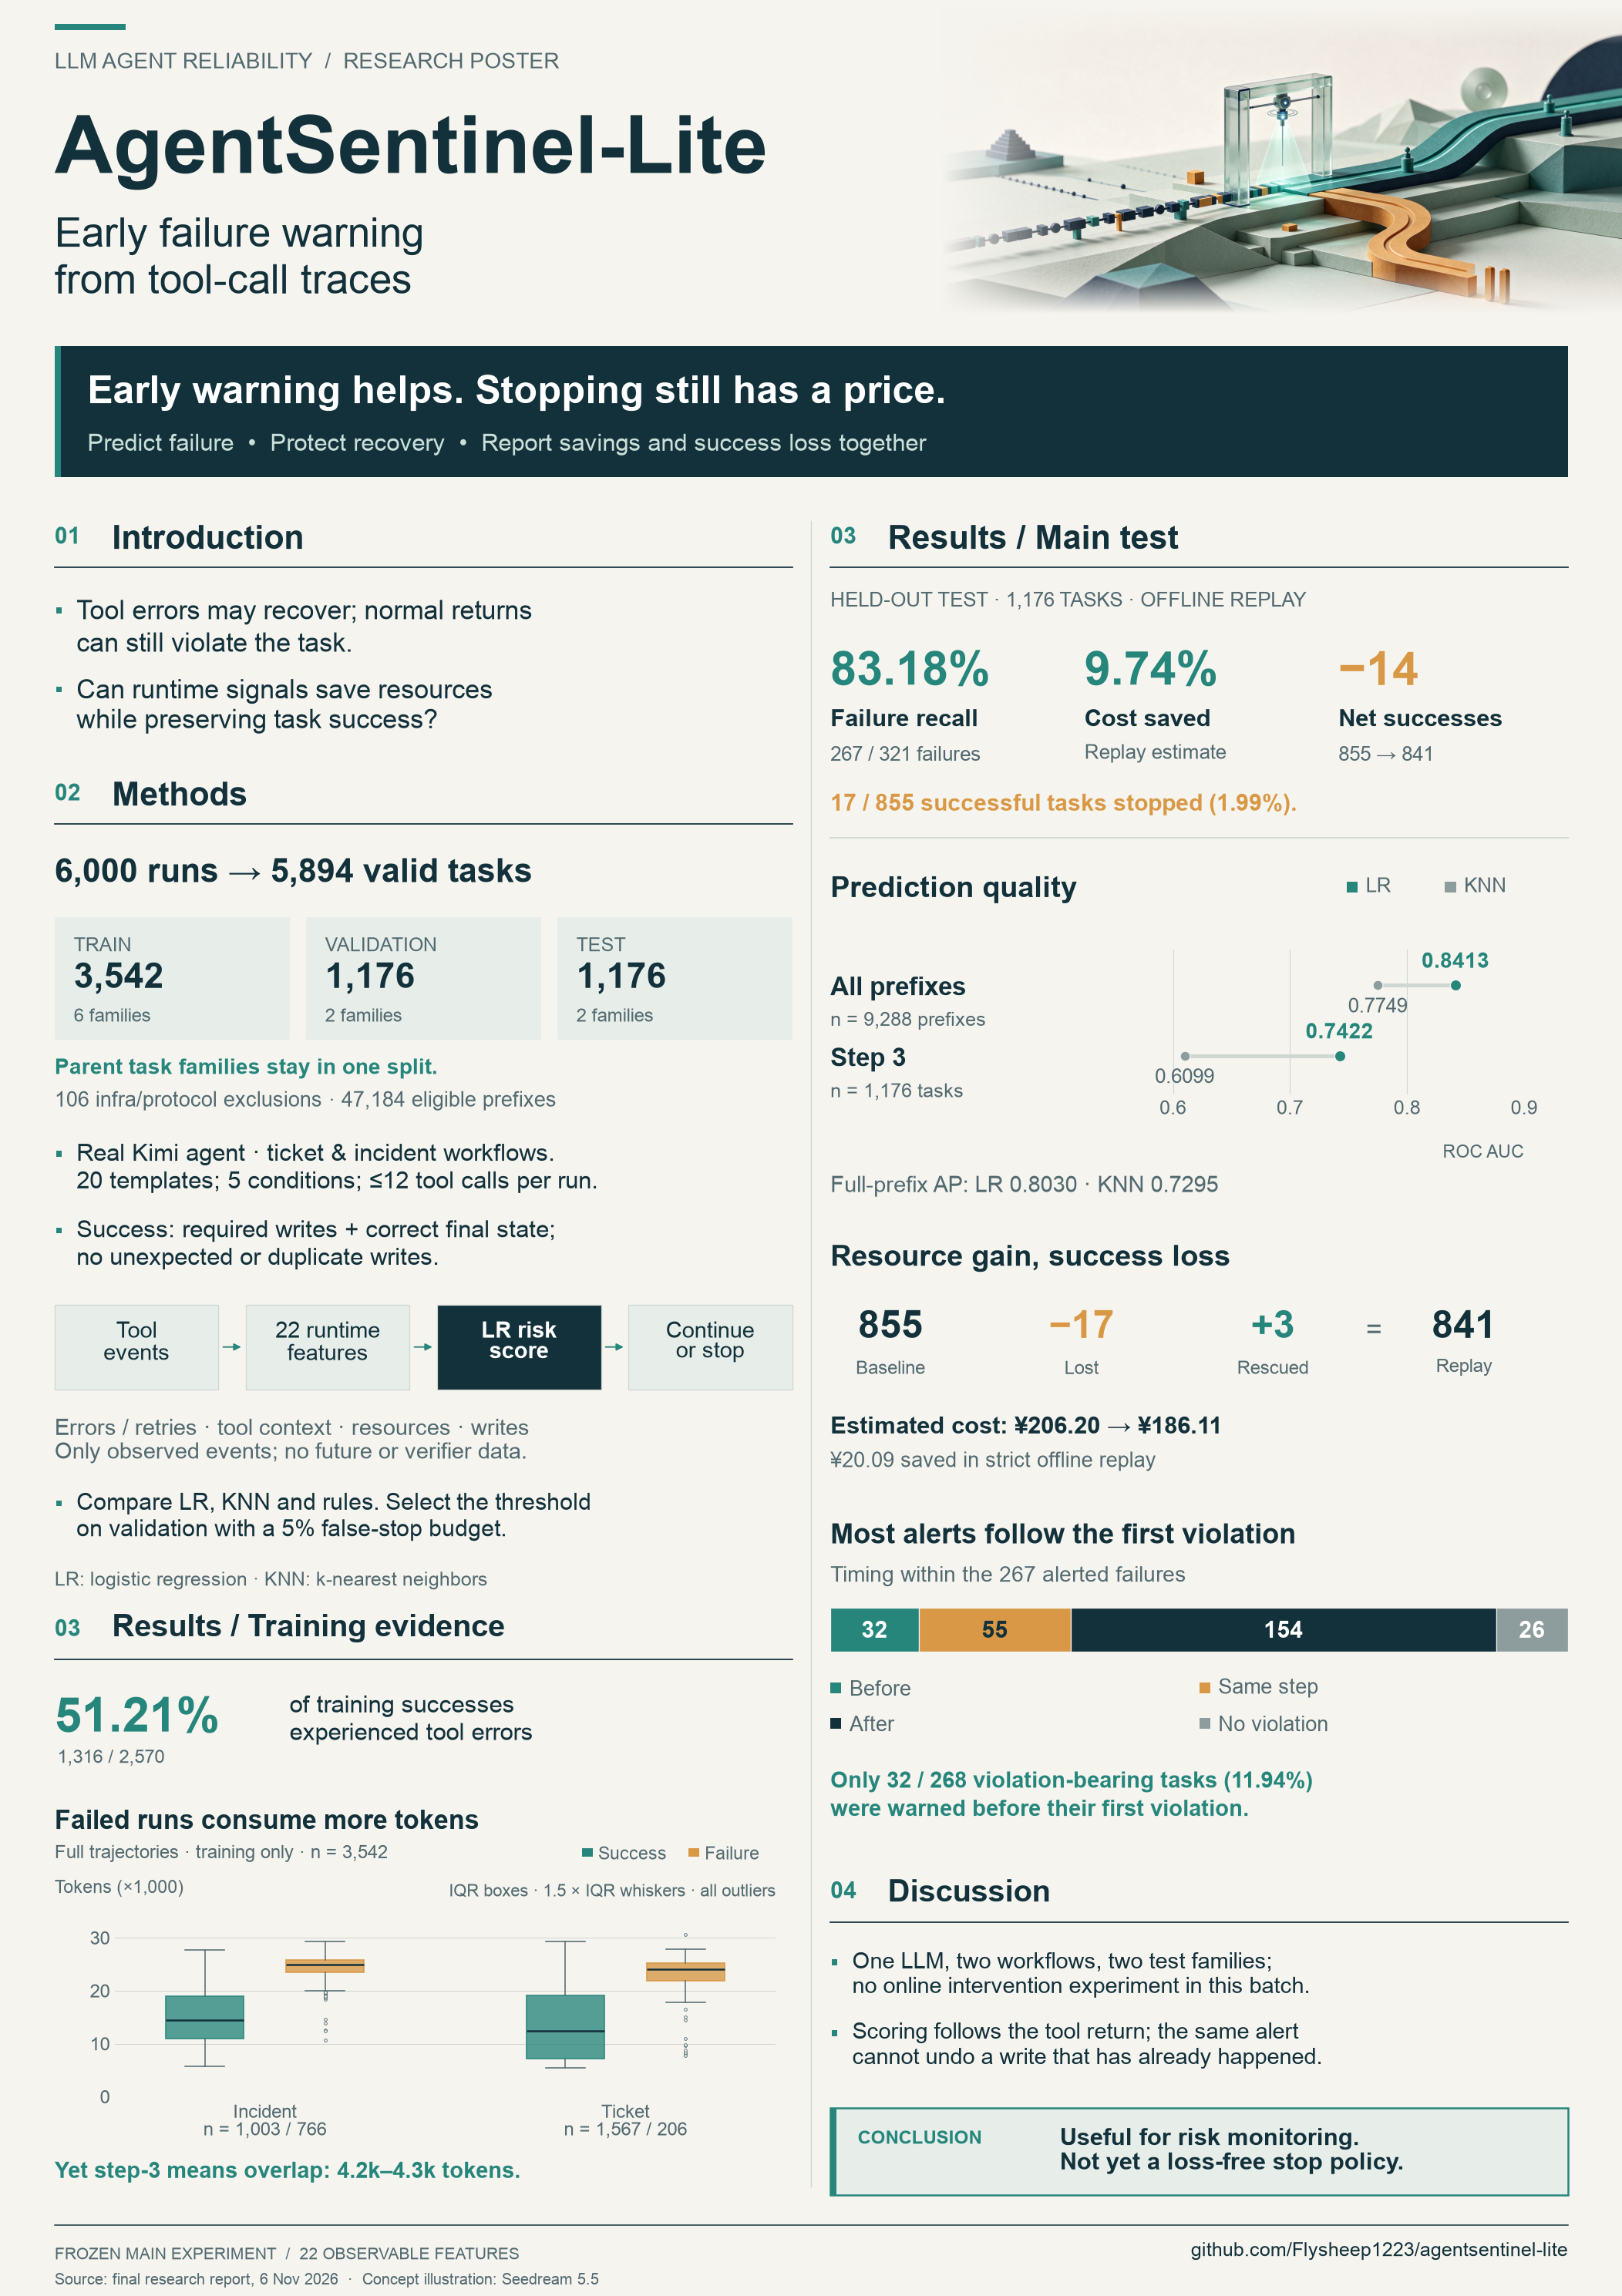 LLM AGENT RELIABILITY / RESEARCH POSTER
AgentSentinel-Lite
Early failure warning
from tool-call traces
Early warning helps. Stopping still has a price.
Predict failure • Protect recovery • Report savings and success loss together
01 Introduction
▪ Tool errors may recover; normal returns
can still violate the task.
▪ Can runtime signals save resources
while preserving task success?
02 Methods
6,000 runs → 5,894 valid tasks
TRAIN
3,542
6 families
VALIDATION
1,176
2 families
TEST
1,176
2 families
Parent task families stay in one split.
106 infra/protocol exclusions · 47,184 eligible prefixes
▪ Real Kimi agent · ticket & incident workflows.
20 templates; 5 conditions; ≤12 tool calls per run.
▪ Success: required writes + correct final state;
no unexpected or duplicate writes.
Tool
events
22 runtime
features
LR risk
score
Continue
or stop
Errors / retries · tool context · resources · writes
Only observed events; no future or verifier data.
▪ Compare LR, KNN and rules. Select the threshold
on validation with a 5% false-stop budget.
LR: logistic regression · KNN: k-nearest neighbors
03 Results / Training evidence
51.21%
1,316 / 2,570
of training successes
experienced tool errors
Failed runs consume more tokens
Full trajectories · training only · n = 3,542
Success Failure
Tokens (×1,000)
IQR boxes · 1.5 × IQR whiskers · all outliers
30
20
10
0
Incident
n = 1,003 / 766
Ticket
n = 1,567 / 206
Yet step-3 means overlap: 4.2k–4.3k tokens.
03 Results / Main test
HELD-OUT TEST · 1,176 TASKS · OFFLINE REPLAY
83.18%
Failure recall
267 / 321 failures
9.74%
Cost saved
Replay estimate
−14
Net successes
855 → 841
17 / 855 successful tasks stopped (1.99%).
Prediction quality
LR KNN
All prefixes
n = 9,288 prefixes
0.8413
0.7749
Step 3
n = 1,176 tasks
0.7422
0.6099
0.6 0.7 0.8 0.9
ROC AUC
Full-prefix AP: LR 0.8030 · KNN 0.7295
Resource gain, success loss
855 −17 +3 = 841
Baseline Lost Rescued Replay
Estimated cost: ¥206.20 → ¥186.11
¥20.09 saved in strict offline replay
Most alerts follow the first violation
Timing within the 267 alerted failures
32 55 154 26
Before Same step
After No violation
Only 32 / 268 violation-bearing tasks (11.94%)
were warned before their first violation.
04 Discussion
▪ One LLM, two workflows, two test families;
no online intervention experiment in this batch.
▪ Scoring follows the tool return; the same alert
cannot undo a write that has already happened.
CONCLUSION
Useful for risk monitoring.
Not yet a loss-free stop policy.
FROZEN MAIN EXPERIMENT / 22 OBSERVABLE FEATURES
Source: final research report, 6 Nov 2026 · Concept illustration: Seedream 5.5
github.com/Flysheep1223/agentsentinel-lite